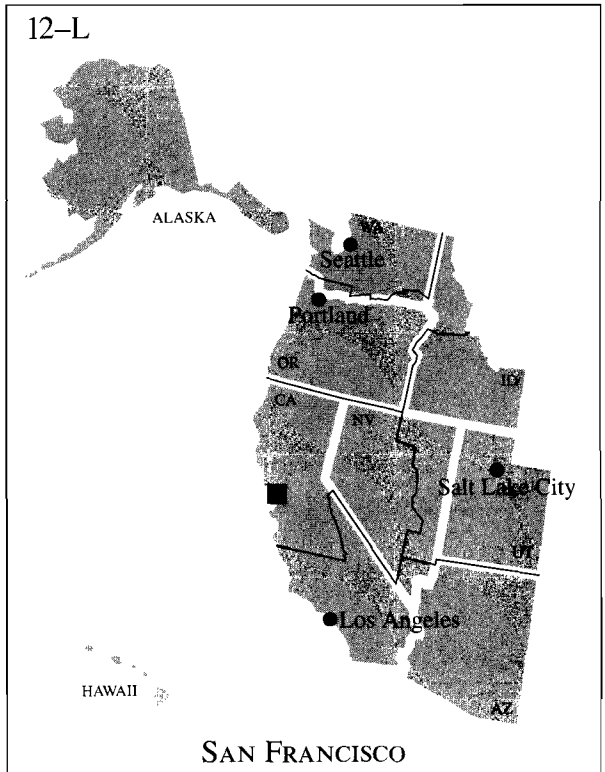 12–L
ALASKA
WA
Seattle
Portland
OR
ID
CA
NV
Salt Lake City
UT
Los Angeles
HAWAII
AZ
SAN FRANCISCO